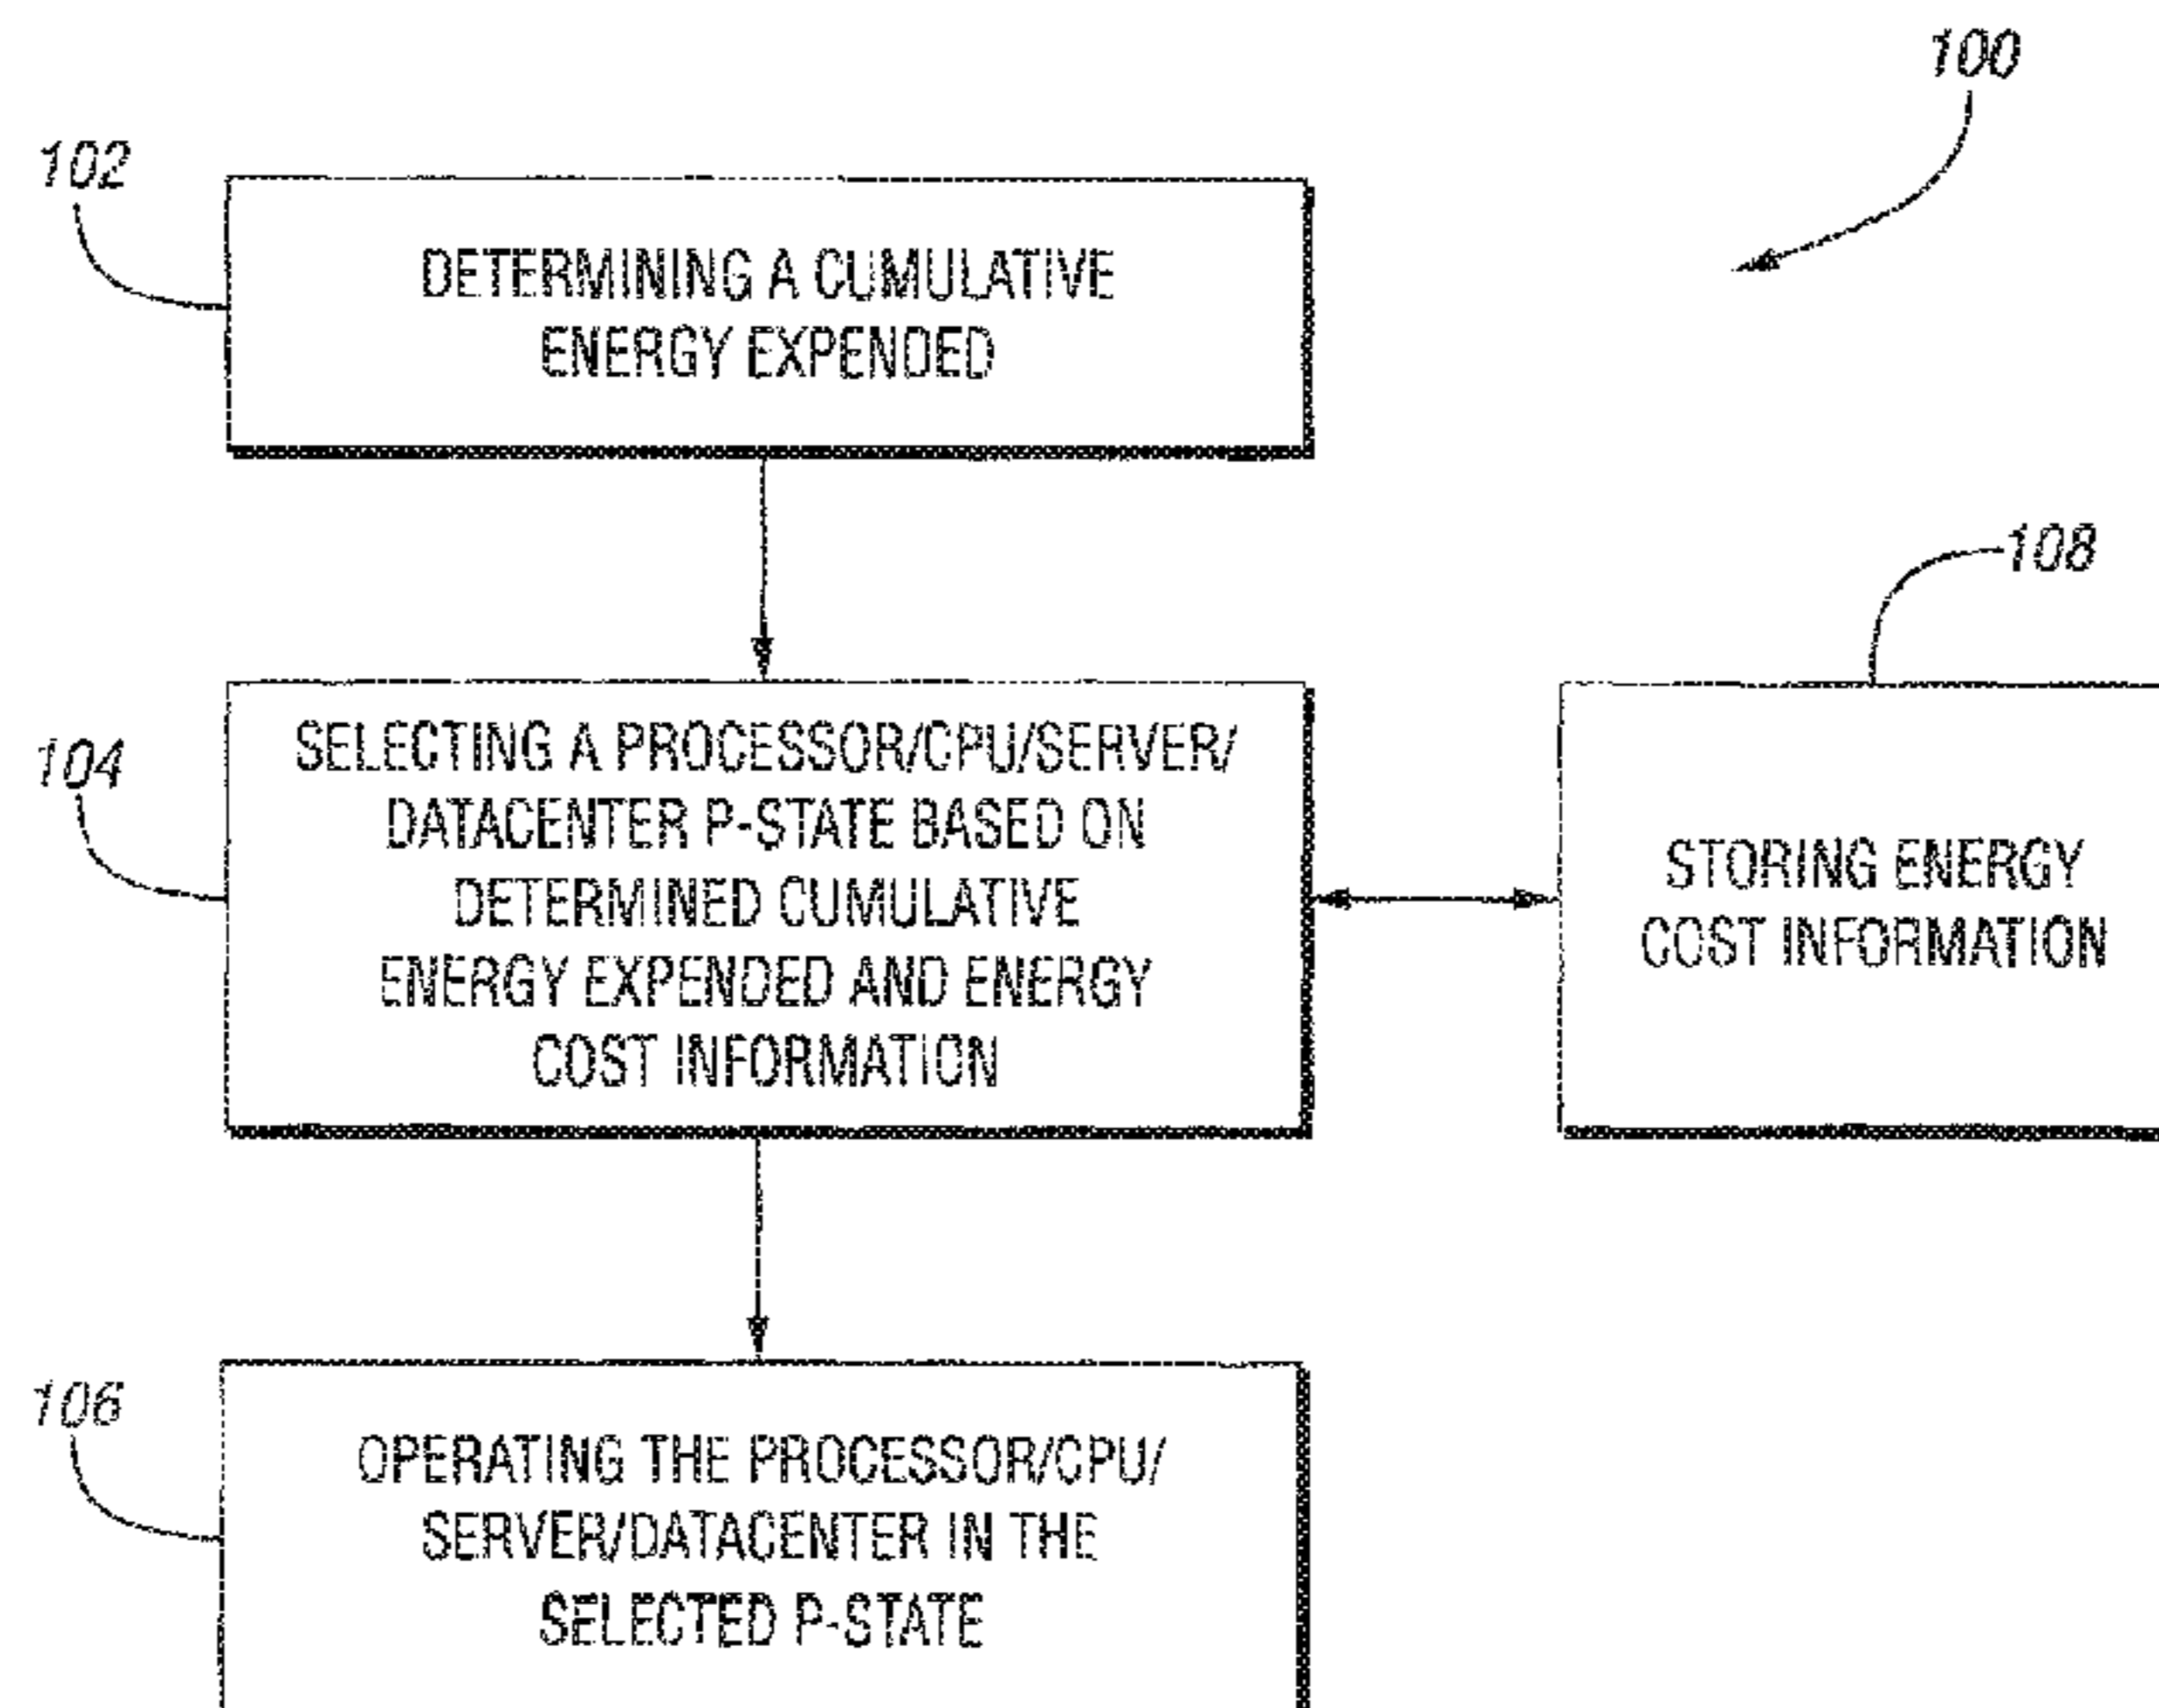 100
102
DETERMINING A CUMULATIVE
ENERGY EXPENDED
104
SELECTING A PROCESSOR/CPU/SERVER/
DATACENTER P-STATE BASED ON
DETERMINED CUMULATIVE
ENERGY EXPENDED AND ENERGY
COST INFORMATION
108
STORING ENERGY
COST INFORMATION
106
OPERATING THE PROCESSOR/CPU/
SERVER/DATACENTER IN THE
SELECTED P-STATE